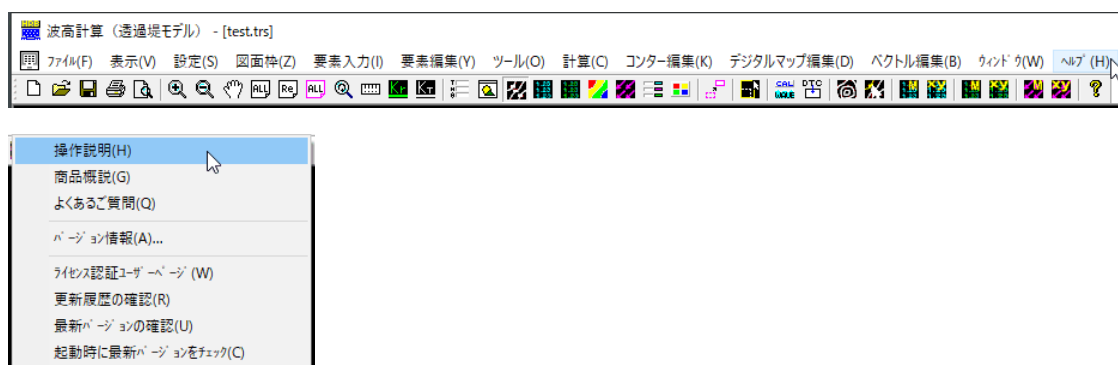 波高計算（透過堤モデル） - [test.trs]
ﾌｧｲﾙ(F) 表示(V) 設定(S) 図面枠(Z) 要素入力(I) 要素編集(Y) ツール(O) 計算(C) コンター編集(K) デジタルマップ編集(D) ベクトル編集(B) ｳｨﾝﾄﾞｳ(W) ﾍﾙﾌﾟ(H)
ALL Re ALL CAL WAVE DTC
操作説明(H)
商品概説(G)
よくあるご質問(Q)
ﾊﾞｰｼﾞｮﾝ情報(A)...
ﾗｲｾﾝｽ認証ﾕｰｻﾞｰﾍﾟｰｼﾞ(W)
更新履歴の確認(R)
最新ﾊﾞｰｼﾞｮﾝの確認(U)
起動時に最新ﾊﾞｰｼﾞｮﾝをﾁｪｯｸ(C)